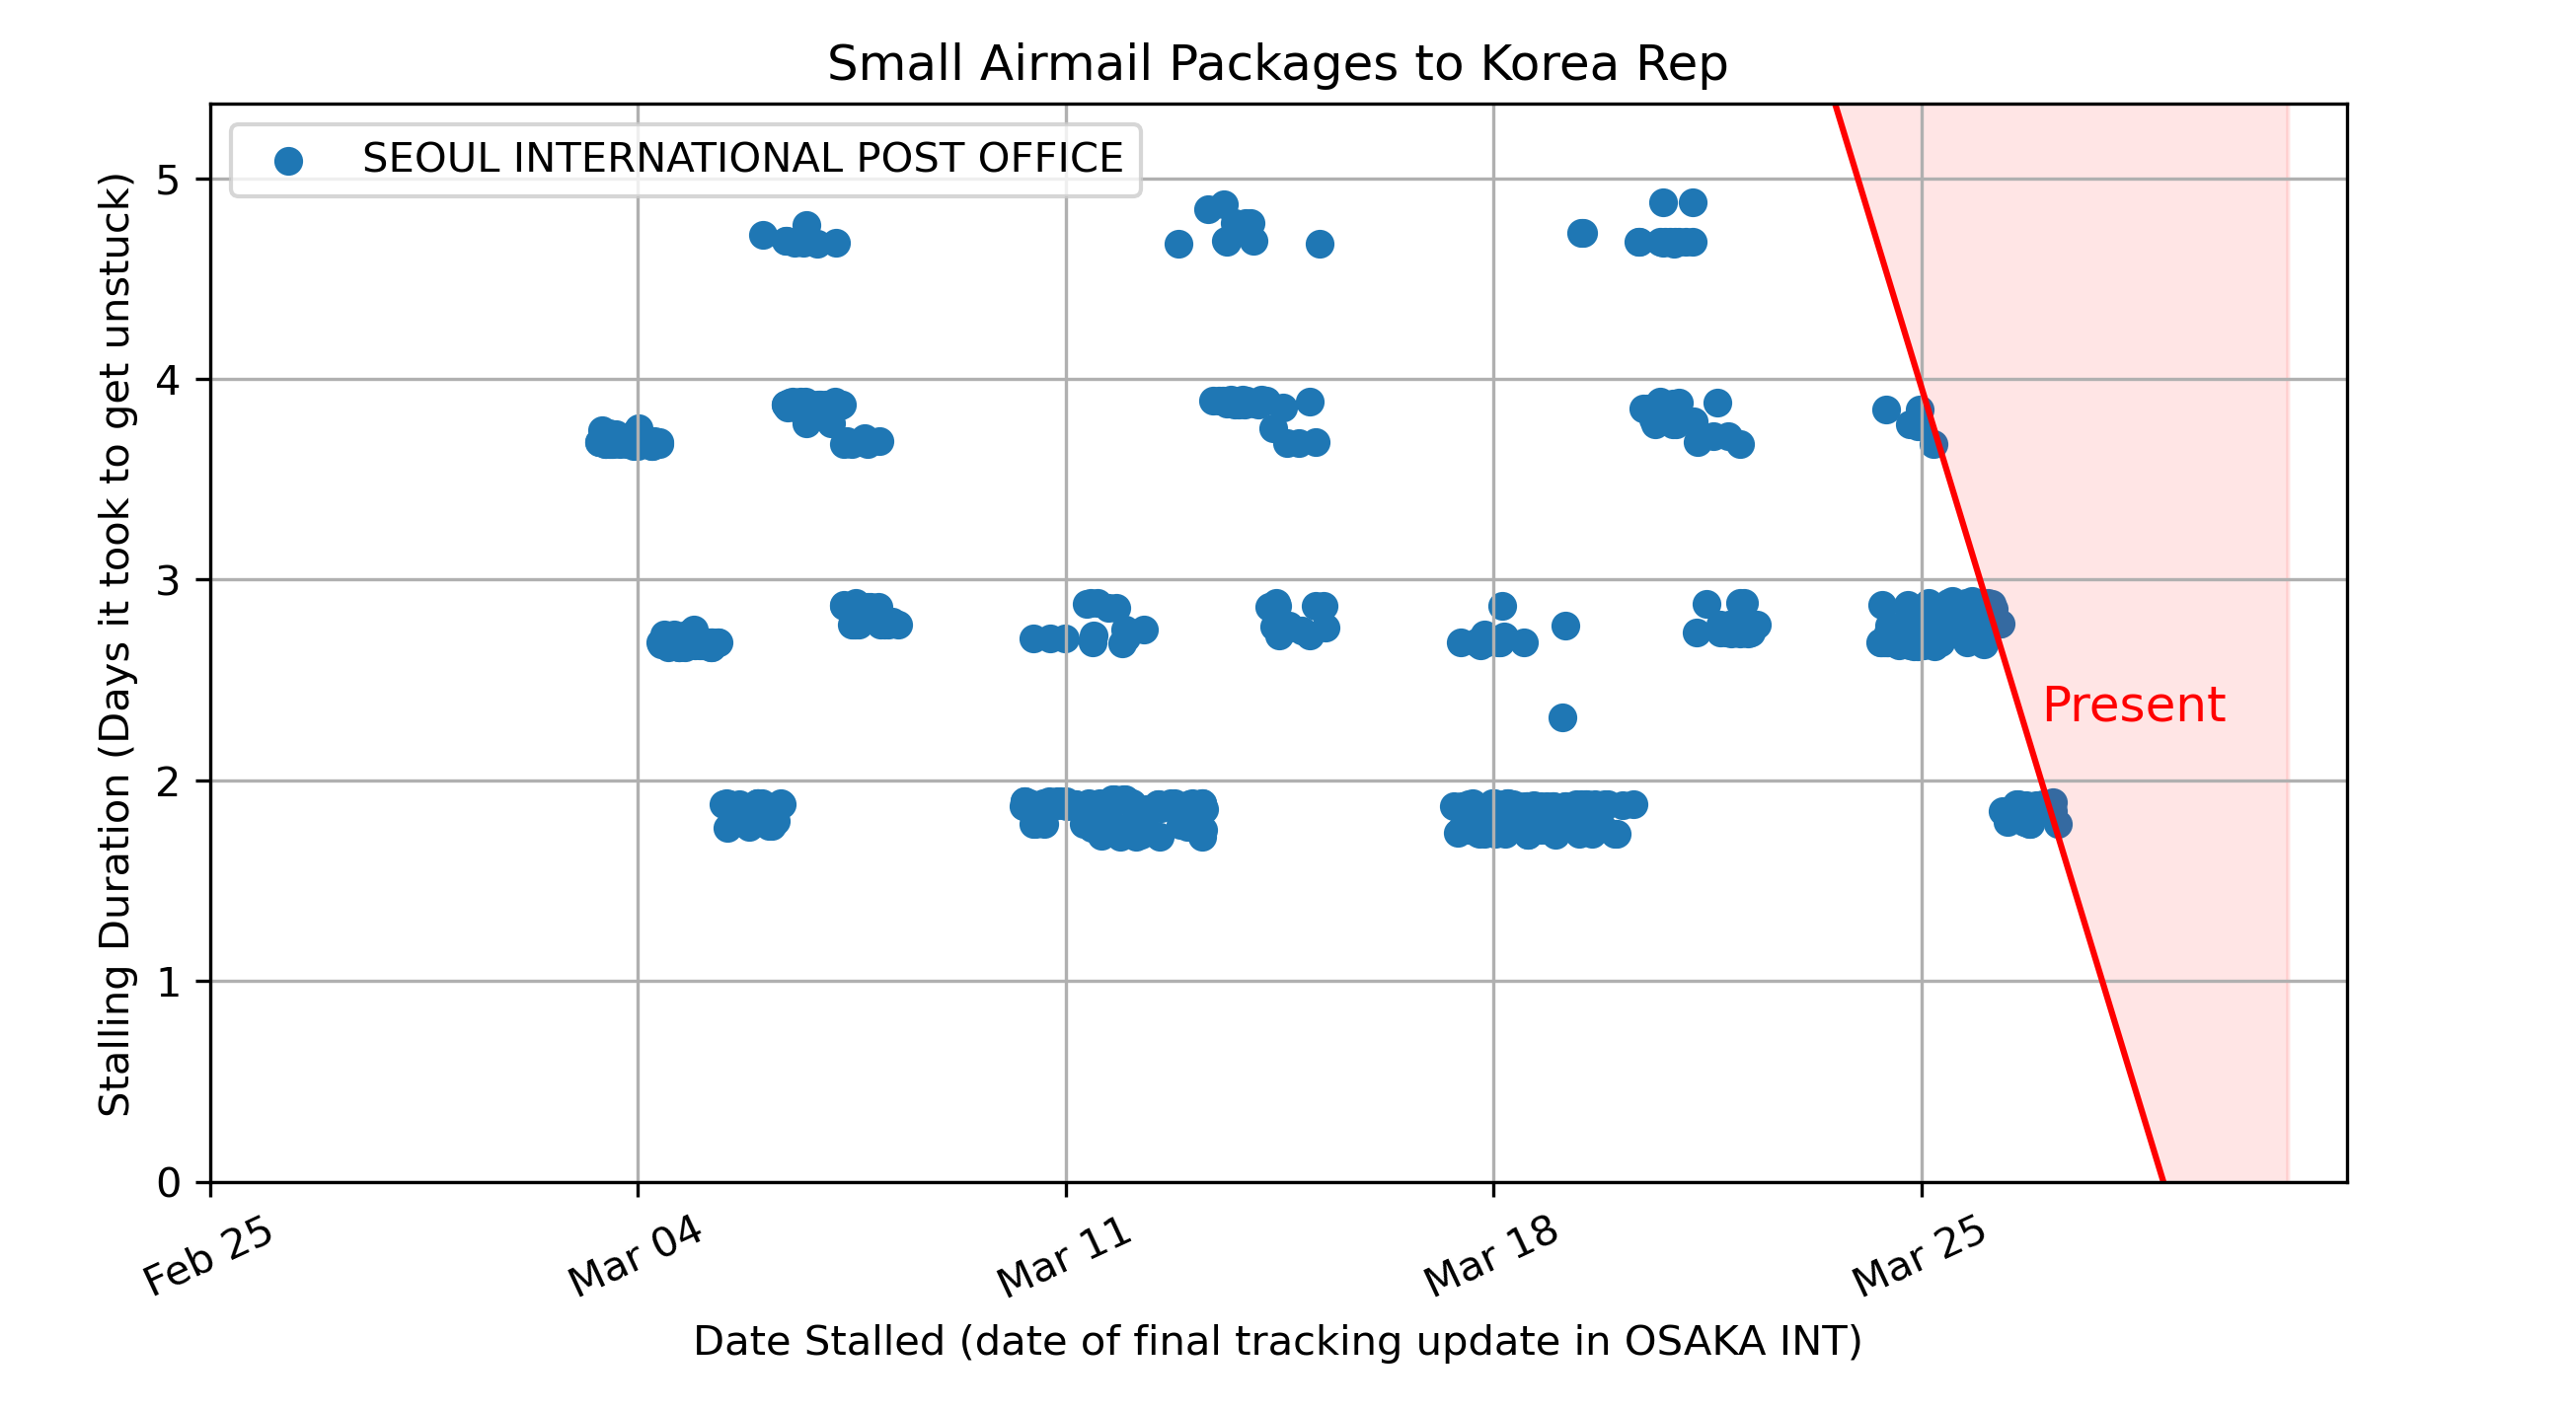 Small Airmail Packages to Korea Rep
SEOUL INTERNATIONAL POST OFFICE
Stalling Duration (Days it took to get unstuck)
5
4
3
2
1
0
Present
Feb 25
Mar 04
Mar 11
Mar 18
Mar 25
Date Stalled (date of final tracking update in OSAKA INT)